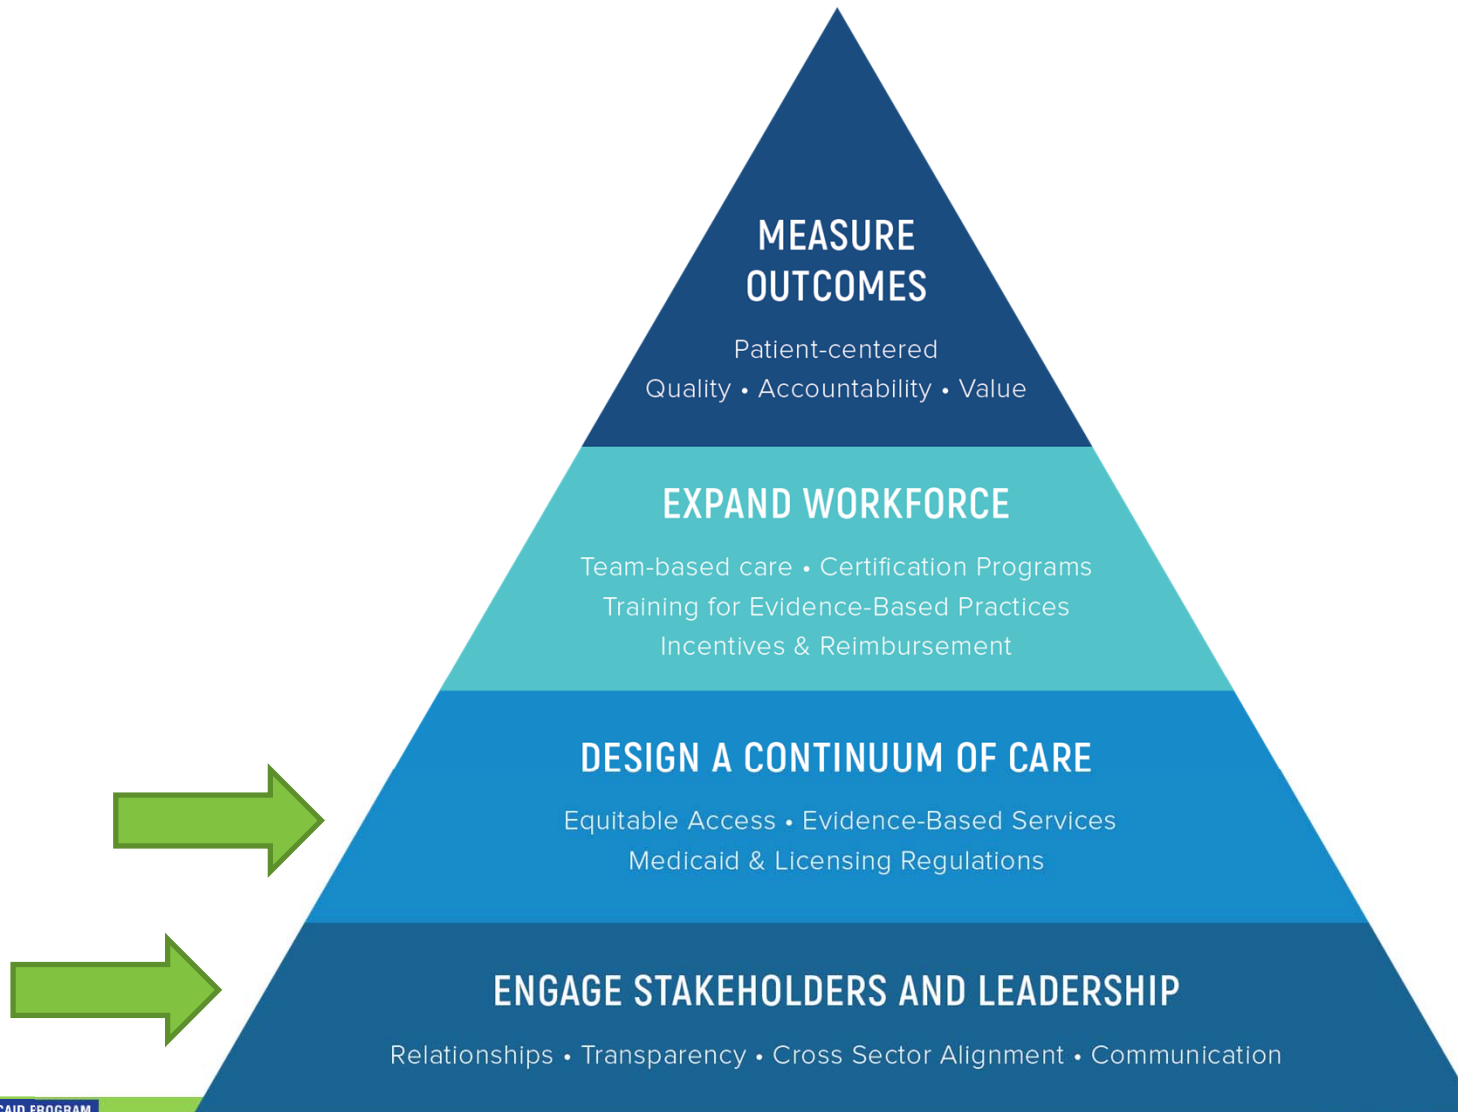 MEASURE
OUTCOMES
Patient-centered
Quality • Accountability • Value
EXPAND WORKFORCE
Team-based care • Certification Programs
Training for Evidence-Based Practices
Incentives & Reimbursement
DESIGN A CONTINUUM OF CARE
Equitable Access • Evidence-Based Services
Medicaid & Licensing Regulations
ENGAGE STAKEHOLDERS AND LEADERSHIP
Relationships • Transparency • Cross Sector Alignment • Communication
PROGRAM